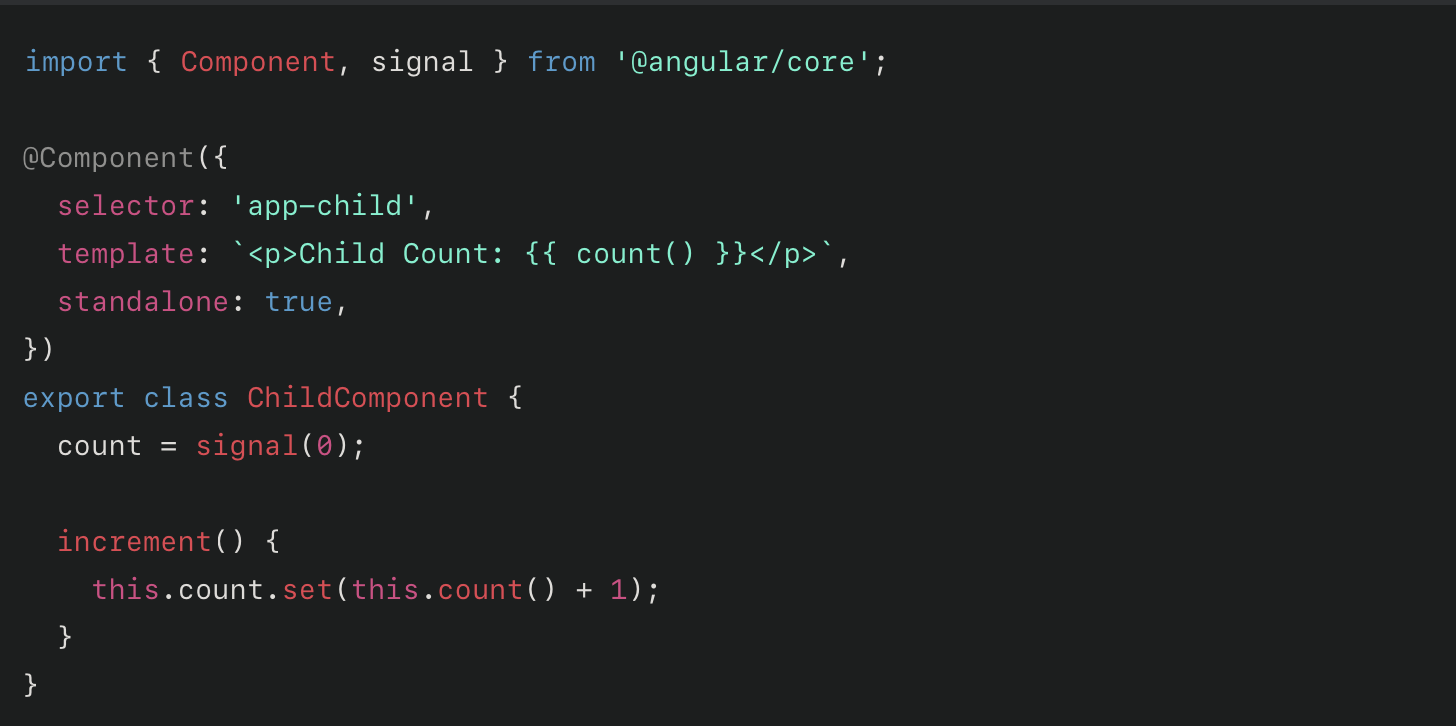 import { Component, signal } from '@angular/core';

@Component({
  selector: 'app-child',
  template: `<p>Child Count: {{ count() }}</p>`,
  standalone: true,
})
export class ChildComponent {
  count = signal(0);

  increment() {
    this.count.set(this.count() + 1);
  }
}